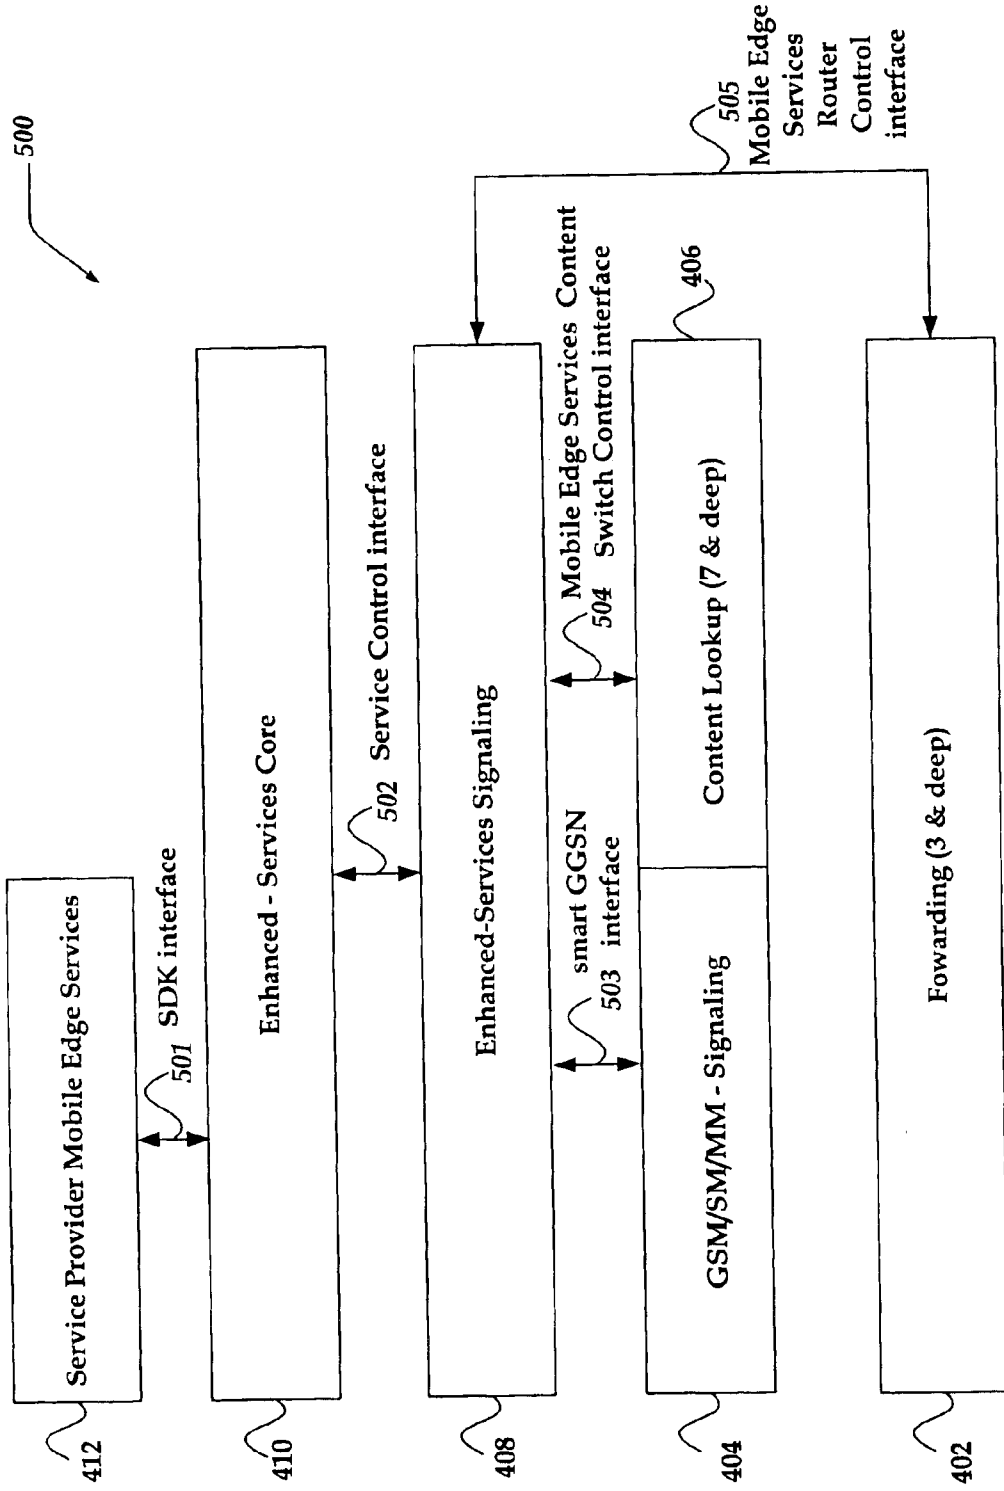 500
412
Service Provider Mobile Edge Services
501
SDK interface
410
Enhanced - Services Core
502
Service Control interface
408
Enhanced-Services Signaling
503
smart GGSN
interface
504
Mobile Edge Services Content
Switch Control interface
505
Mobile Edge
Services
Router
Control
interface
404
GSM/SM/MM - Signaling
Content Lookup (7 & deep)
406
402
Fowarding (3 & deep)